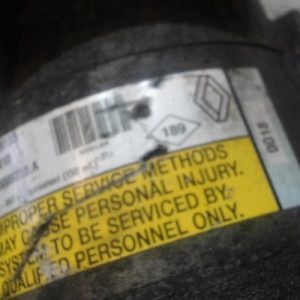 189
0018
IMPROPER SERVICE METHODS
MAY CAUSE PERSONAL INJURY.
SYSTEM TO BE SERVICED BY
QUALIFIED PERSONNEL ONLY.